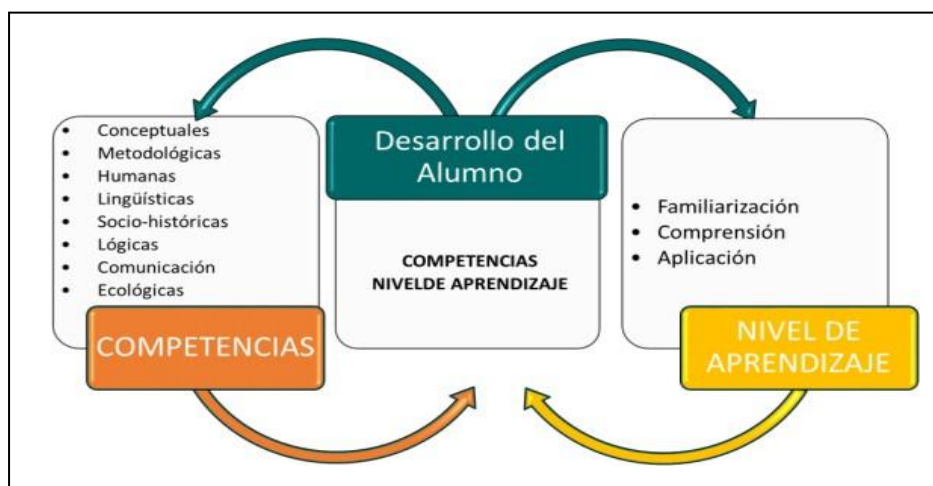 • Conceptuales
• Metodológicas
• Humanas
• Lingüísticas
• Socio-históricas
• Lógicas
• Comunicación
• Ecológicas
COMPETENCIAS
Desarrollo del
Alumno
COMPETENCIAS
NIVELDE APRENDIZAJE
• Familiarización
• Comprensión
• Aplicación
NIVEL DE
APRENDIZAJE